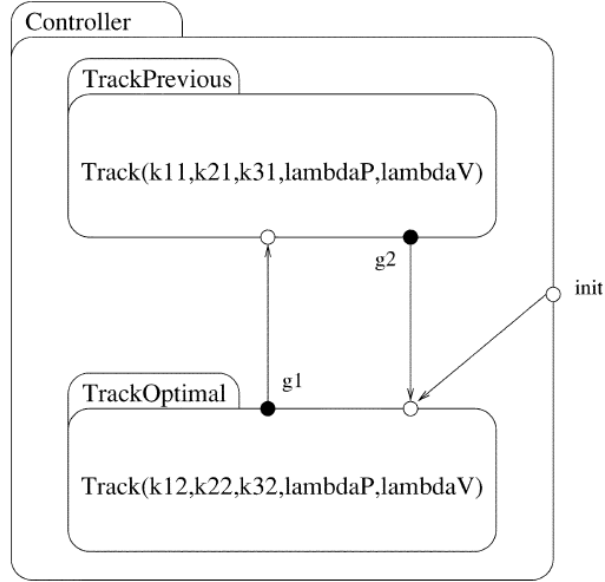 Controller
TrackPrevious
Track(k11,k21,k31,lambdaP,lambdaV)
g2
init
g1
TrackOptimal
Track(k12,k22,k32,lambdaP,lambdaV)